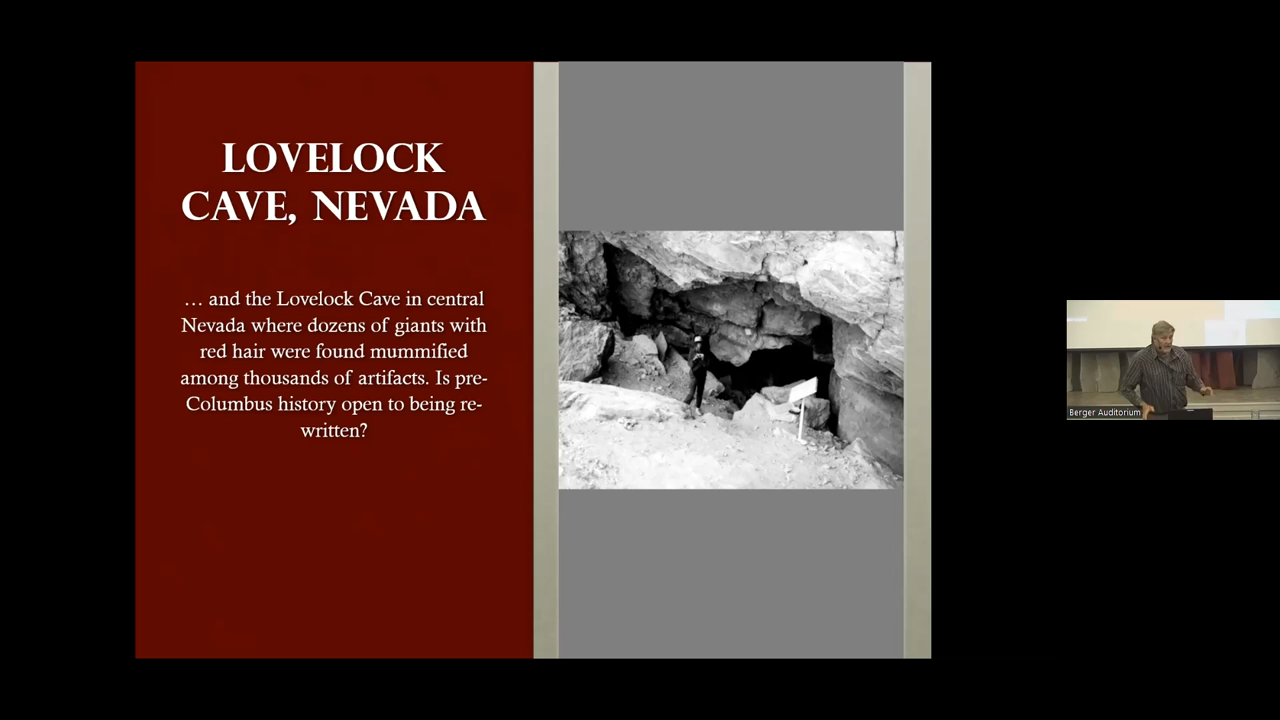 LOVELOCK
CAVE, NEVADA
… and the Lovelock Cave in central
Nevada where dozens of giants with
red hair were found mummified
among thousands of artifacts. Is pre-
Columbus history open to being re-
written?
Berger Auditorium